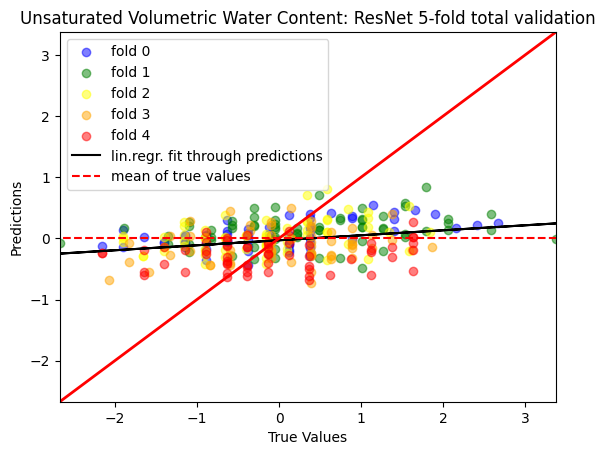 Unsaturated Volumetric Water Content: ResNet 5-fold total validation
fold 0
fold 1
fold 2
fold 3
fold 4
lin.regr. fit through predictions
mean of true values
Predictions
3
2
1
0
−1
−2
−2
−1
0
1
2
3
True Values